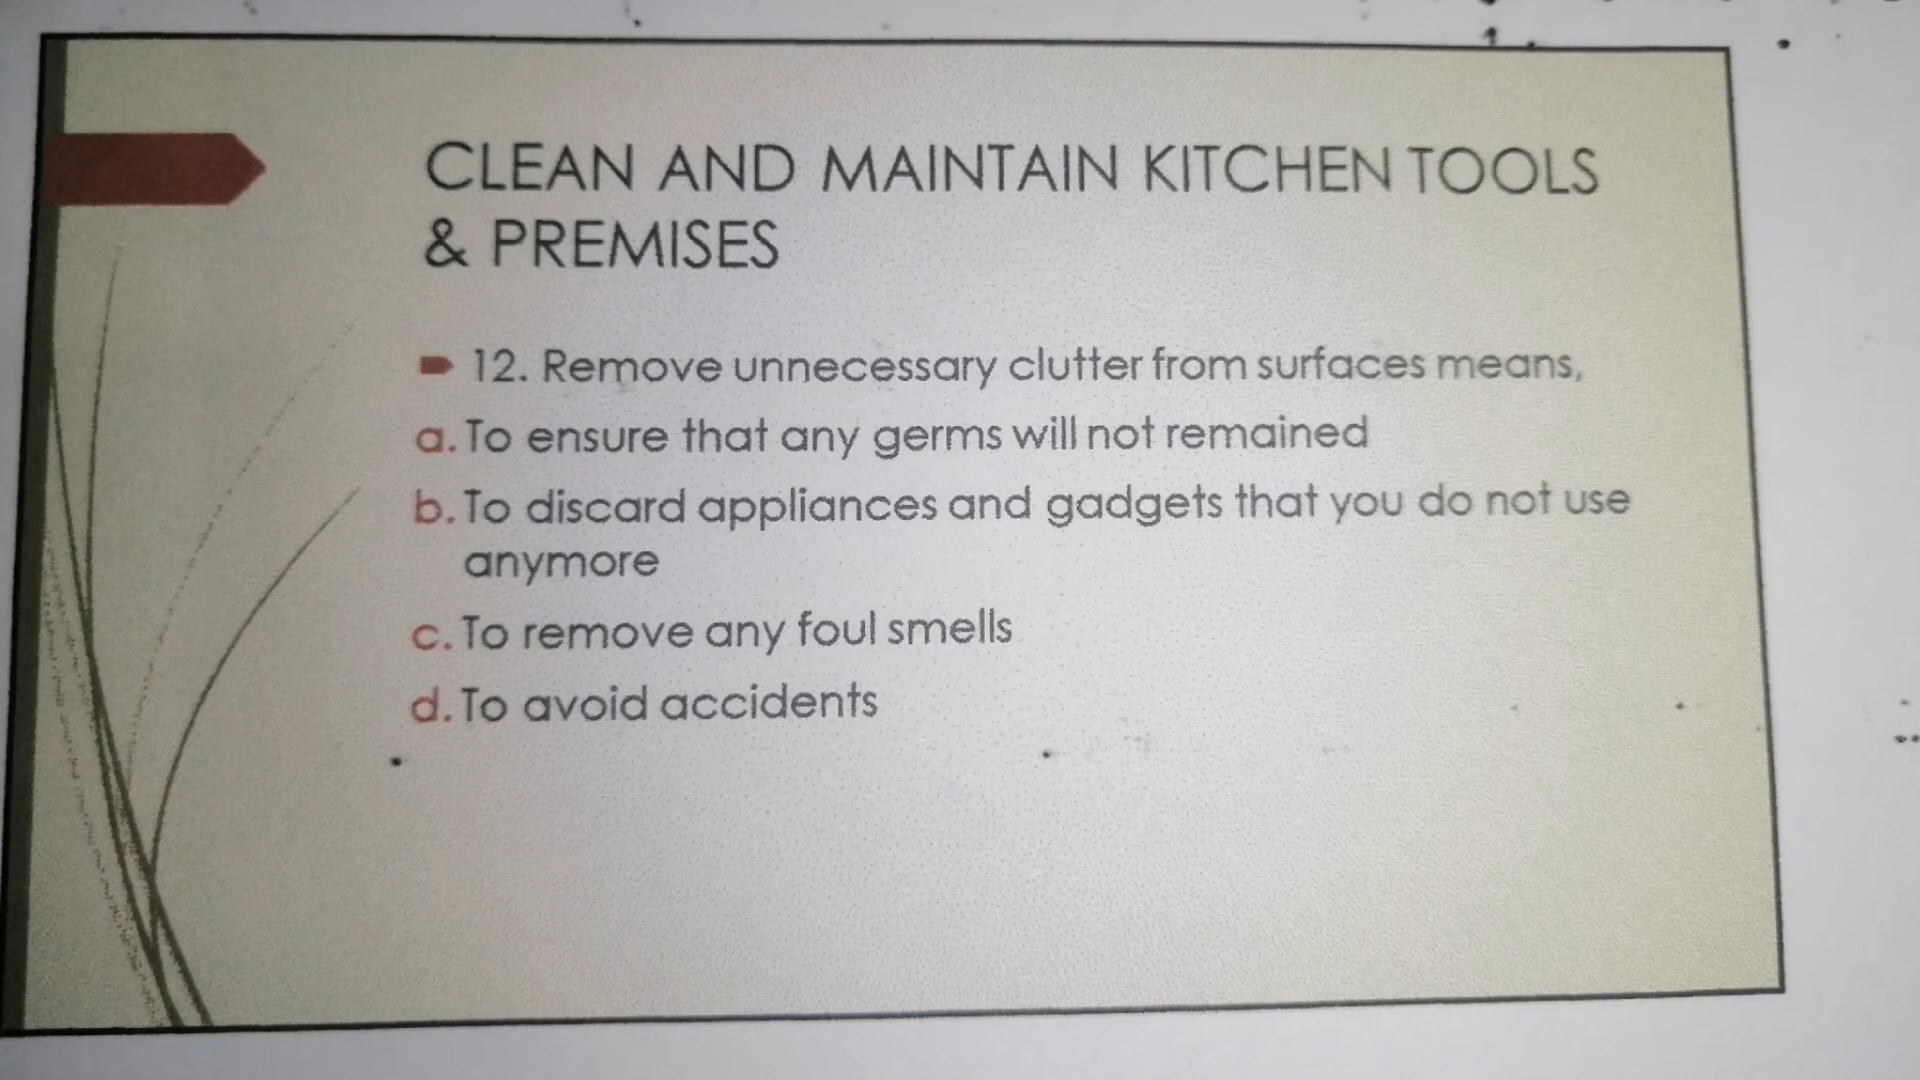 CLEAN AND MAINTAIN KITCHEN TOOLS
& PREMISES
12. Remove unnecessary clutter from surfaces means,
a. To ensure that any germs will not remained
b. To discard appliances and gadgets that you do not use
anymore
c. To remove any foul smells
d. To avoid accidents